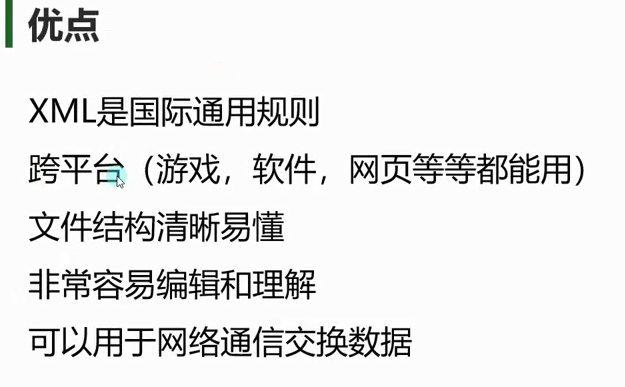 优点
XML是国际通用规则
跨平台（游戏，软件，网页等等都能用）
文件结构清晰易懂
非常容易编辑和理解
可以用于网络通信交换数据